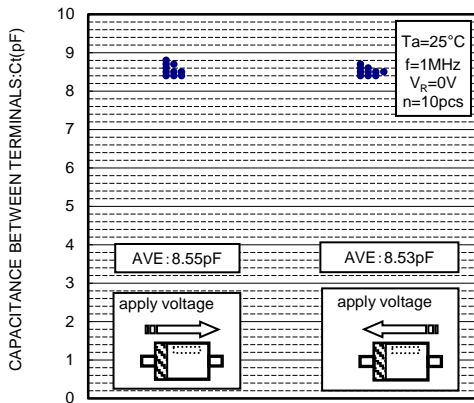 CAPACITANCE BETWEEN TERMINALS:Ct(pF)
10
9
8
7
6
5
4
3
2
1
0
Ta=25°C
f=1MHz
V_R=0V
n=10pcs
AVE:8.55pF
AVE:8.53pF
apply voltage
apply voltage